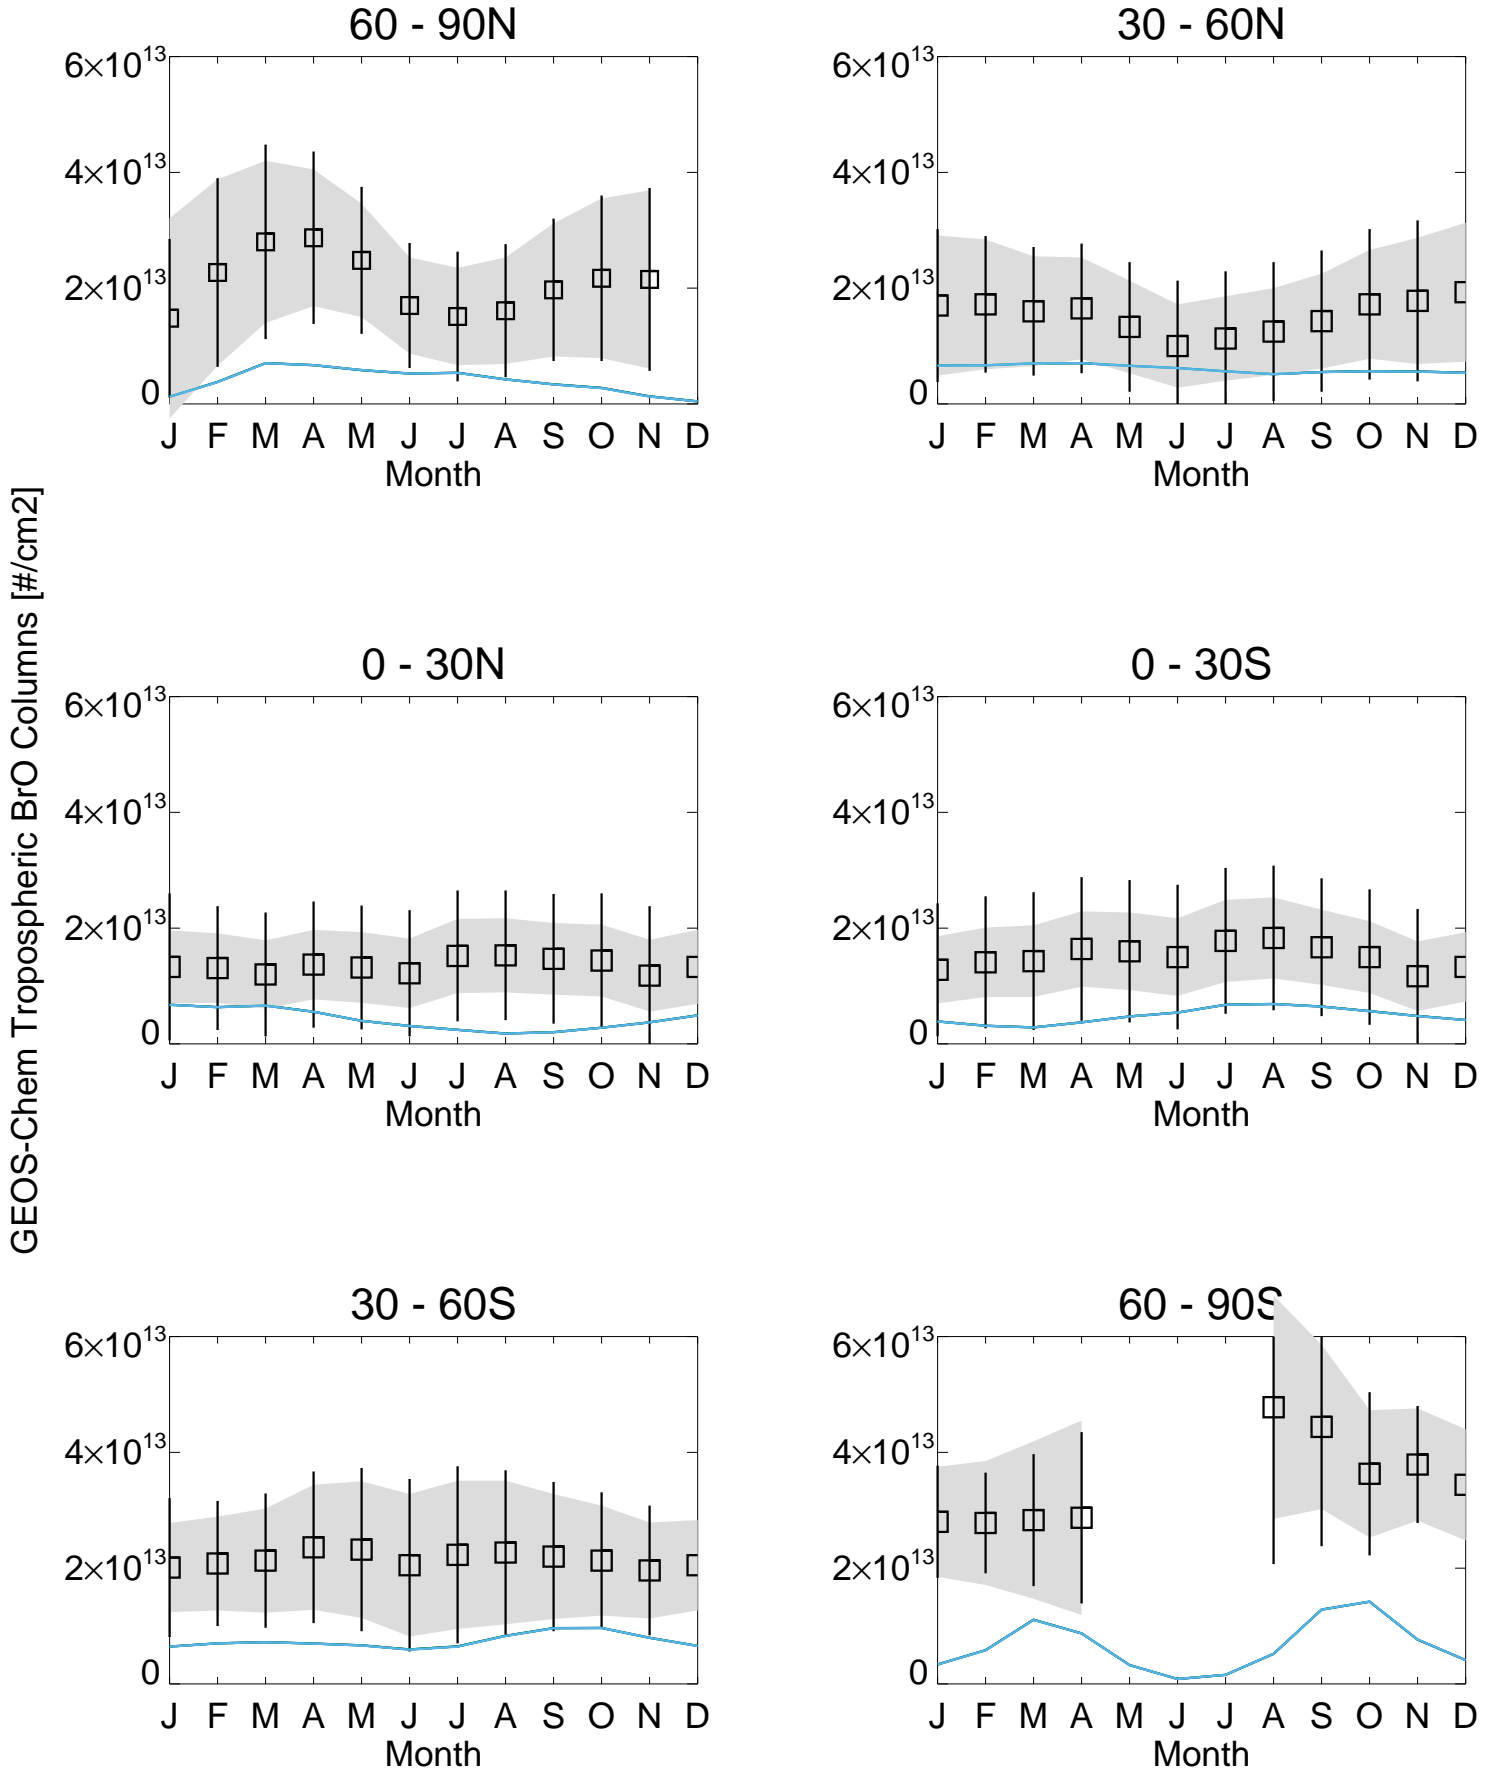 GEOS-Chem Tropospheric BrO Columns [#/cm2]
60 - 90N
6×10¹³
4×10¹³
2×10¹³
0
J F M A M J J A S O N D
Month
30 - 60N
6×10¹³
4×10¹³
2×10¹³
0
J F M A M J J A S O N D
Month
0 - 30N
6×10¹³
4×10¹³
2×10¹³
0
J F M A M J J A S O N D
Month
0 - 30S
6×10¹³
4×10¹³
2×10¹³
0
J F M A M J J A S O N D
Month
30 - 60S
6×10¹³
4×10¹³
2×10¹³
0
J F M A M J J A S O N D
Month
60 - 90S
6×10¹³
4×10¹³
2×10¹³
0
J F M A M J J A S O N D
Month